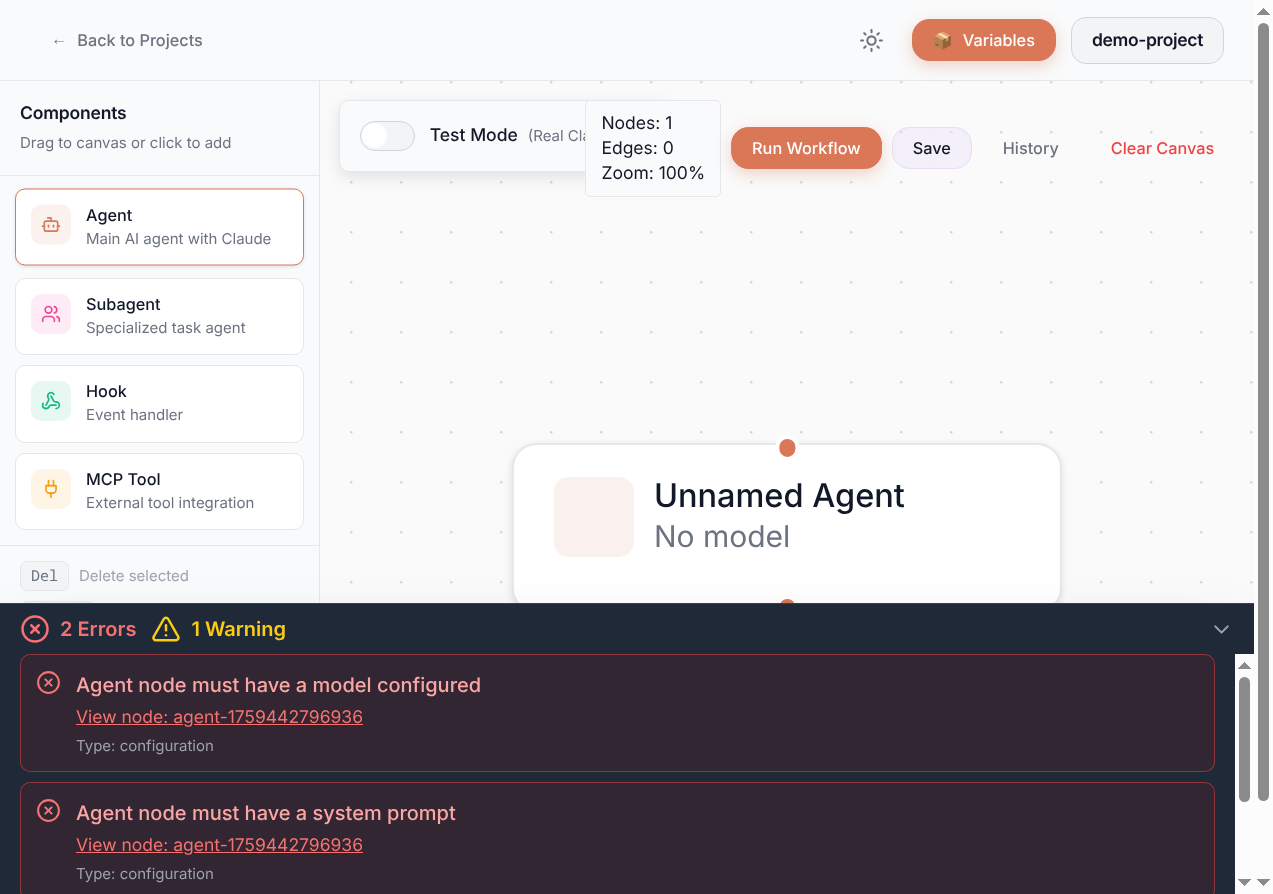 ← Back to Projects
Variables
demo-project
Components
Drag to canvas or click to add
Agent
Main AI agent with Claude
Subagent
Specialized task agent
Hook
Event handler
MCP Tool
External tool integration
Del Delete selected
Test Mode (Real Cla
Nodes: 1
Edges: 0
Zoom: 100%
Run Workflow
Save
History
Clear Canvas
Unnamed Agent
No model
2 Errors
1 Warning
Agent node must have a model configured
View node: agent-1759442796936
Type: configuration
Agent node must have a system prompt
View node: agent-1759442796936
Type: configuration